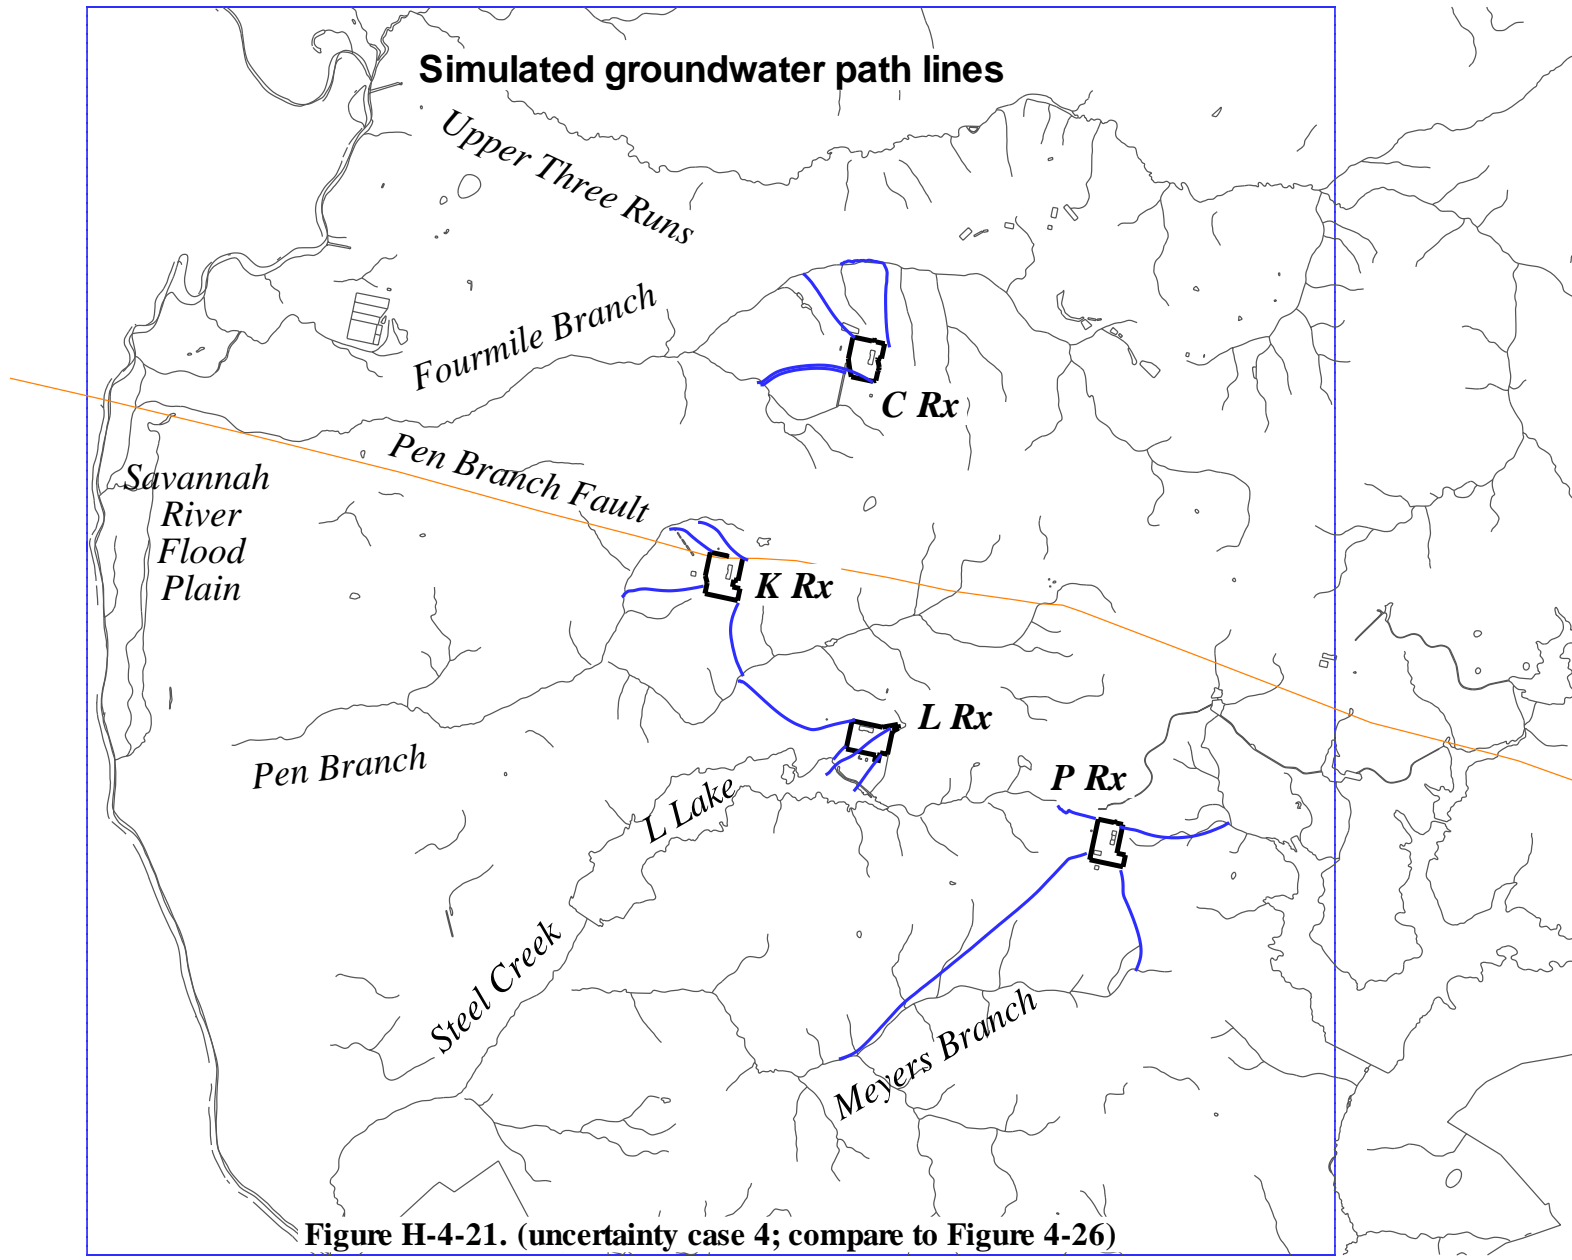 Simulated groundwater path lines
Upper Three Runs
Fourmile Branch
C Rx
Pen Branch Fault
Savannah
River
Flood
Plain
K Rx
L Rx
Pen Branch
P Rx
L Lake
Steel Creek
Meyers Branch
Figure H-4-21. (uncertainty case 4; compare to Figure 4-26)